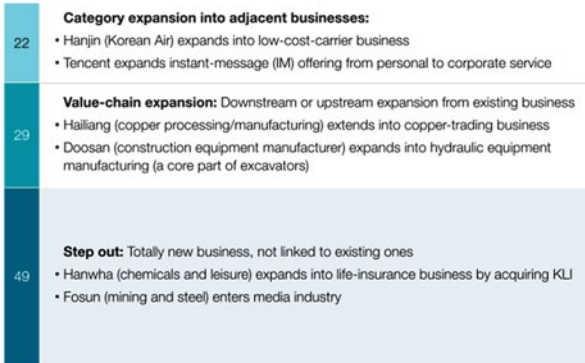 22
Category expansion into adjacent businesses:
• Hanjin (Korean Air) expands into low-cost-carrier business
• Tencent expands instant-message (IM) offering from personal to corporate service
29
Value-chain expansion: Downstream or upstream expansion from existing business
• Hailiang (copper processing/manufacturing) extends into copper-trading business
• Doosan (construction equipment manufacturer) expands into hydraulic equipment
manufacturing (a core part of excavators)
49
Step out: Totally new business, not linked to existing ones
• Hanwha (chemicals and leisure) expands into life-insurance business by acquiring KLI
• Fosun (mining and steel) enters media industry